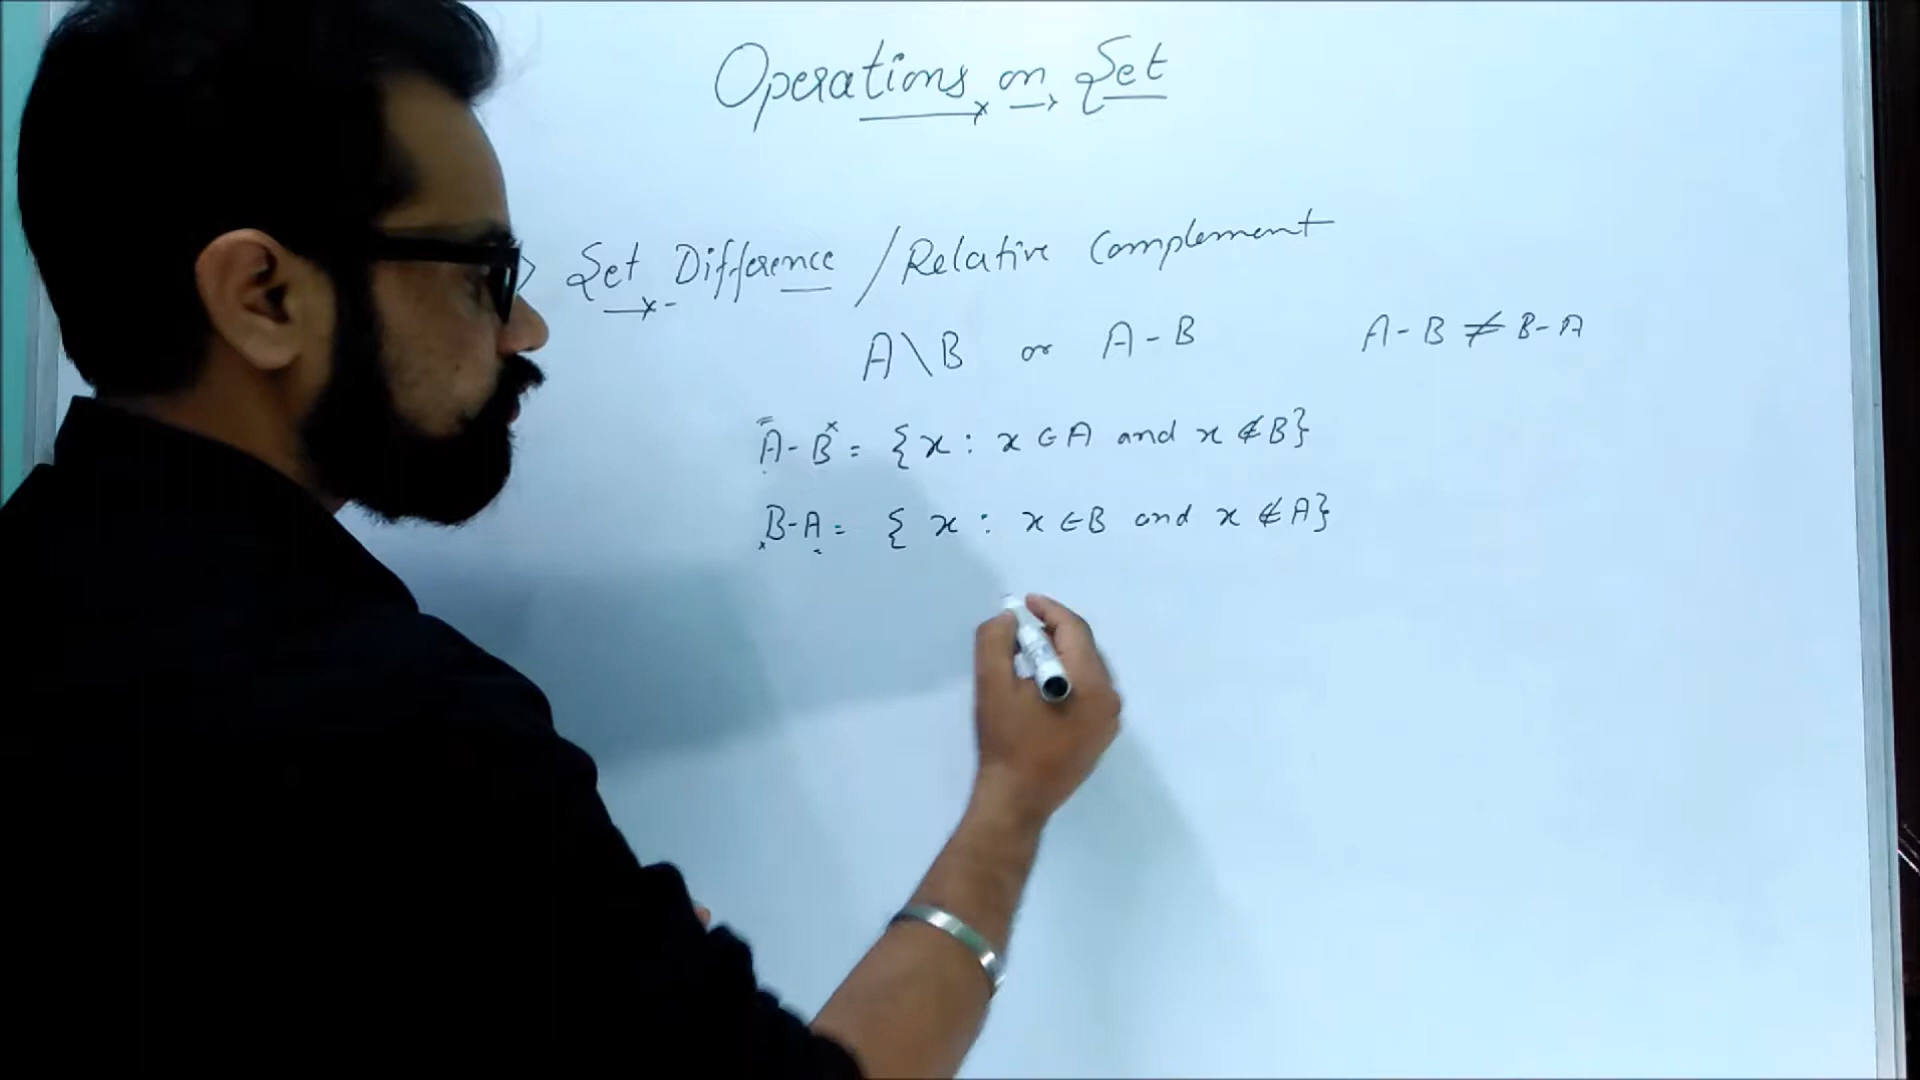 Operations on Set
Set Difference / Relative Complement
A\B or A-B A-B ≠ B-A
A-B = {x : x ∈ A and x ∉ B}
B-A = {x : x ∈ B and x ∉ A}